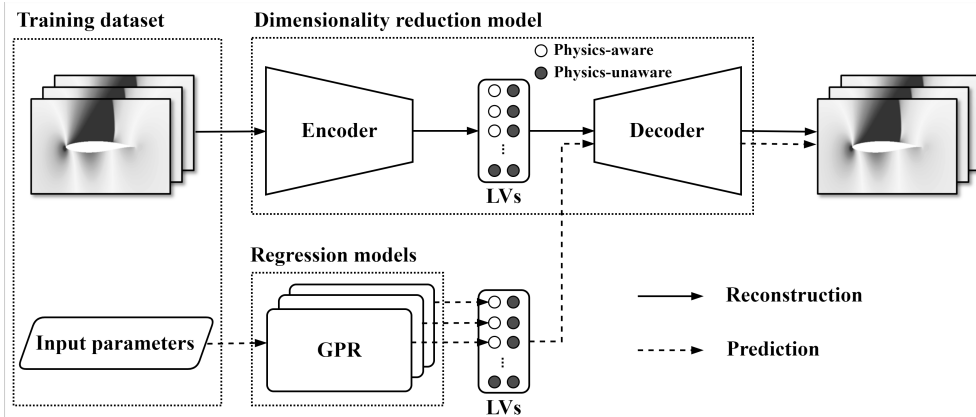 Training dataset
Dimensionality reduction model
Physics-aware
Physics-unaware
Encoder
Decoder
LVs
Regression models
Input parameters
GPR
LVs
Reconstruction
Prediction